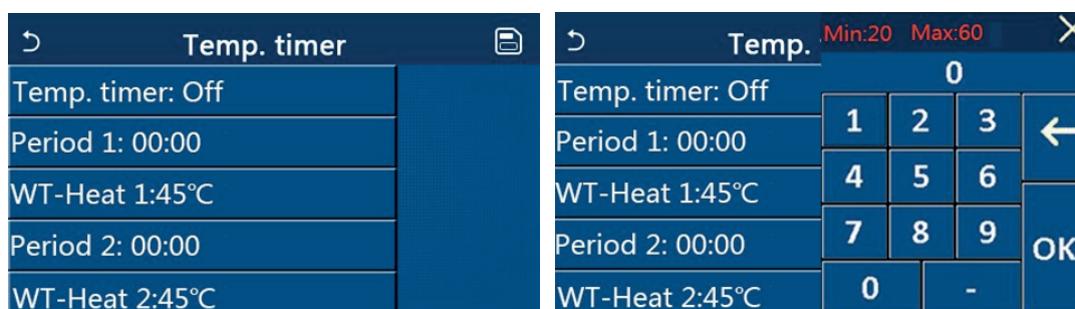 Temp. timer
Temp. timer: Off
Period 1: 00:00
WT-Heat 1:45℃
Period 2: 00:00
WT-Heat 2:45℃
Temp.
Min:20 Max:60
0
Temp. timer: Off
Period 1: 00:00
WT-Heat 1:45℃
Period 2: 00:00
WT-Heat 2:45℃
1 2 3
4 5 6
7 8 9
OK
0 -